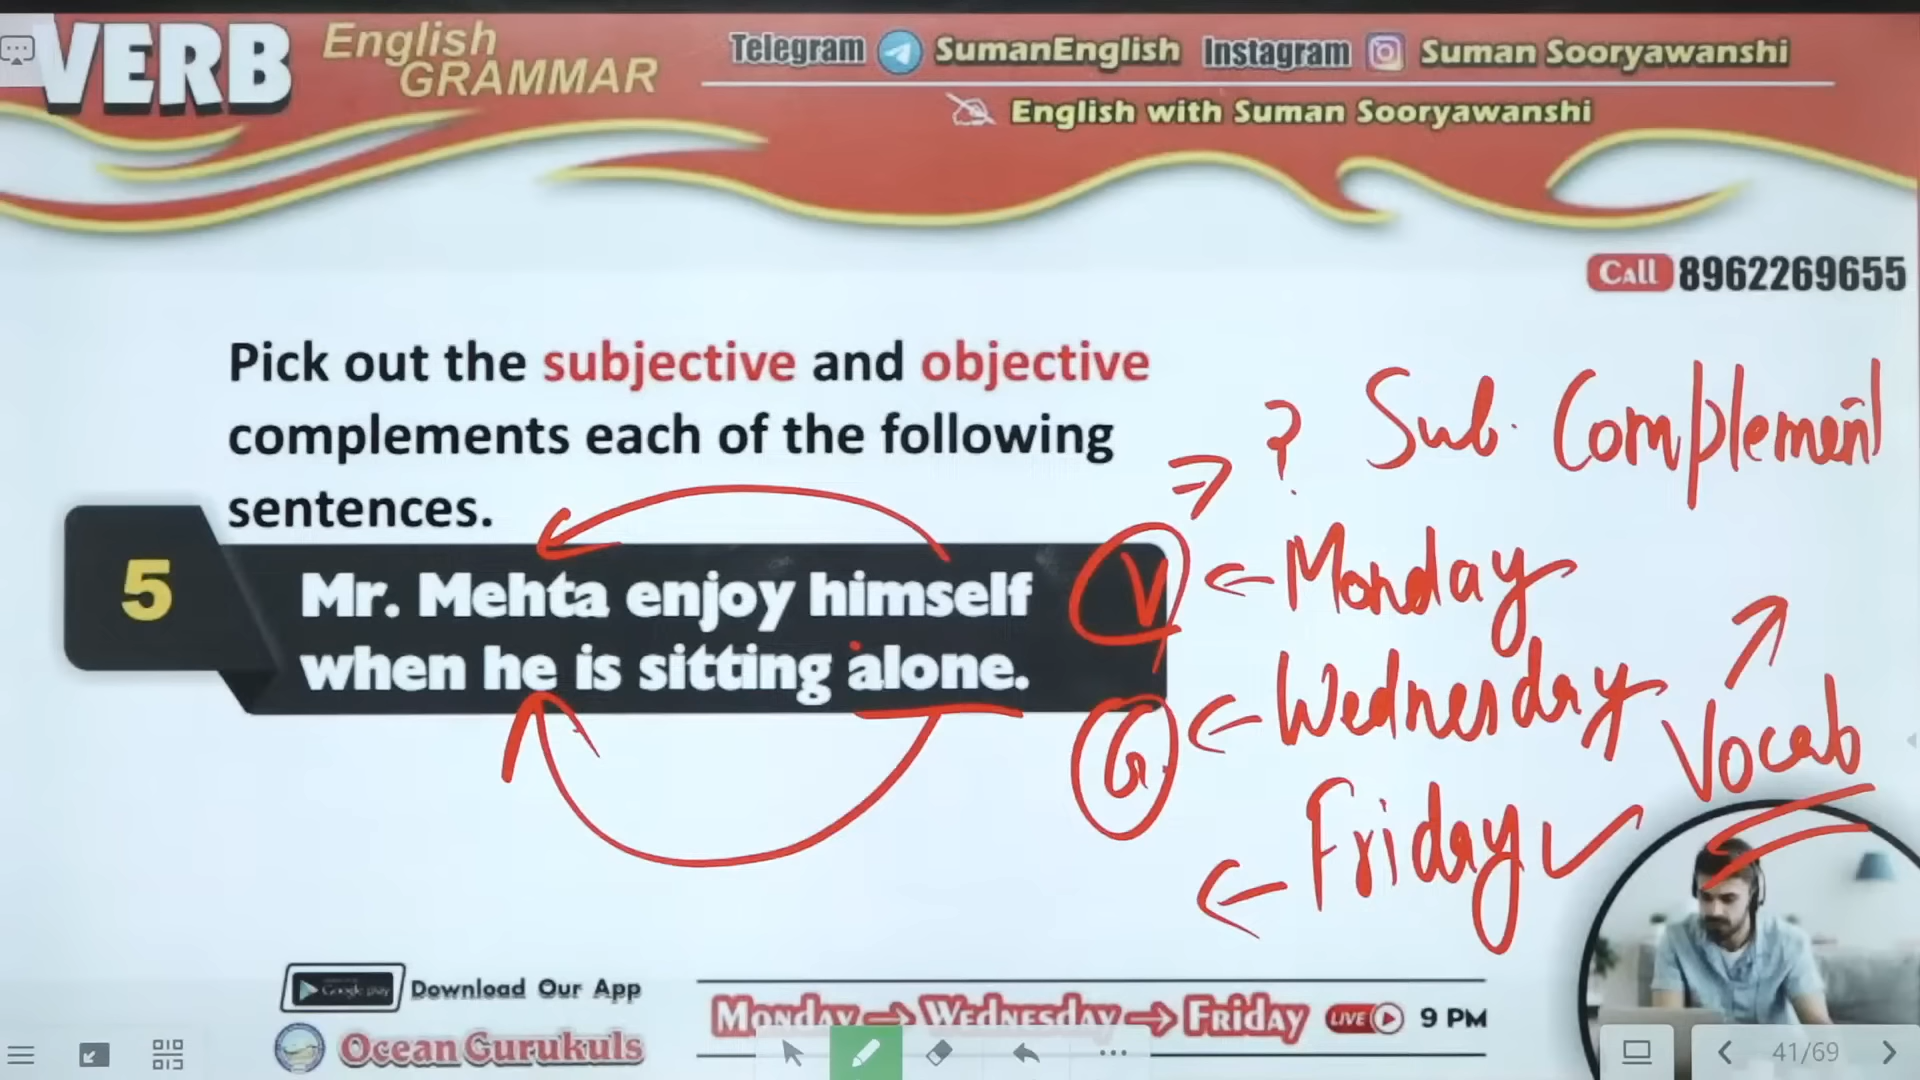 VERB English GRAMMAR
Telegram SumanEnglish Instagram Suman Sooryawanshi
English with Suman Sooryawanshi
Call 8962269655
Pick out the subjective and objective
complements each of the following
sentences.
? Sub. Complement
5
Mr. Mehta enjoy himself
when he is sitting alone.
V Monday
G. Wednesday
Vocab
Friday
Google play Download Our App
Ocean Gurukuls
Monday → Wednesday → Friday LIVE 9 PM
41/69